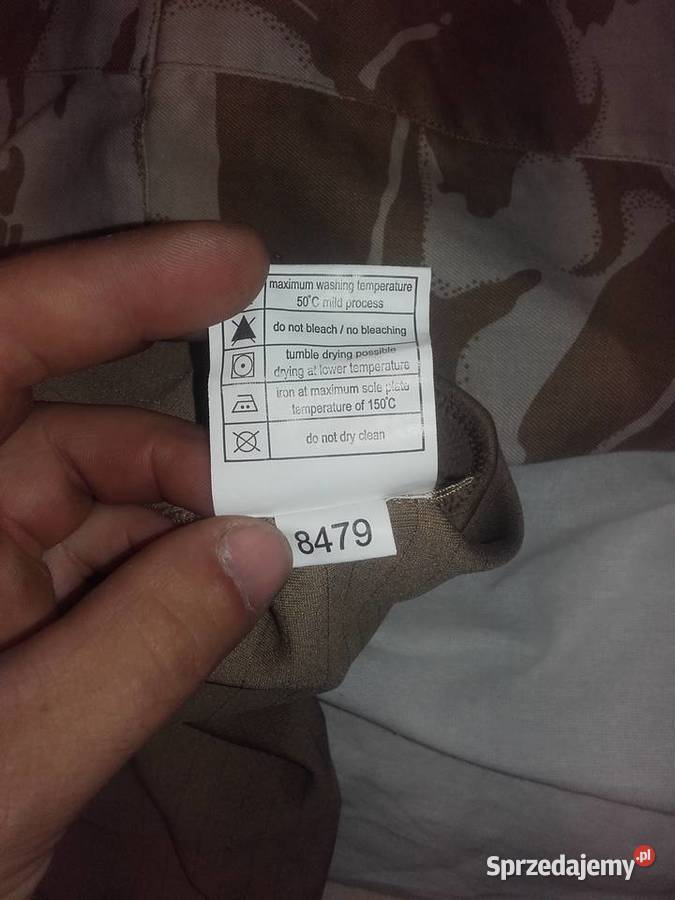 maximum washing temperature
50°C mild process
do not bleach / no bleaching
tumble drying possible
drying at lower temperature
iron at maximum sole plate
temperature of 150°C
do not dry clean
8479
Sprzedajemy.pl